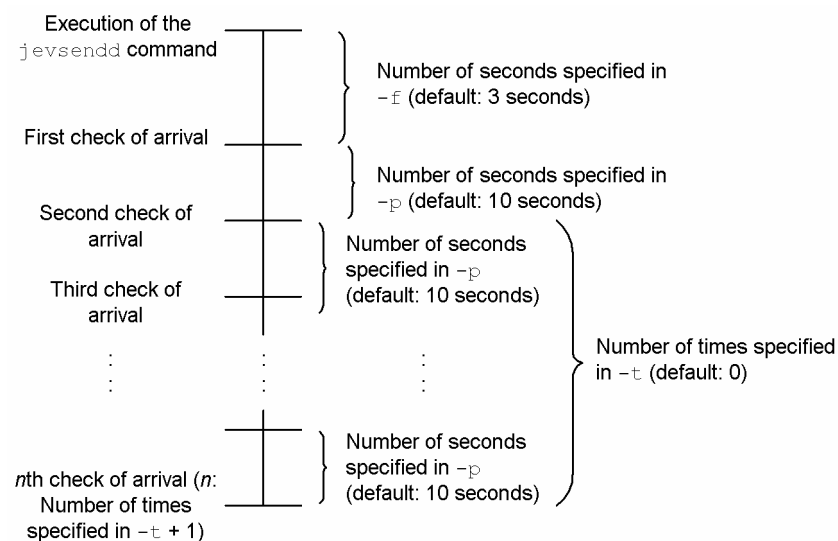 Execution of the
jevsendd command
Number of seconds specified in
-f (default: 3 seconds)
First check of arrival
Number of seconds specified in
-p (default: 10 seconds)
Second check of
arrival
Number of seconds
specified in -p
(default: 10 seconds)
Third check of
arrival
Number of times specified
in -t (default: 0)
Number of seconds
specified in -p
(default: 10 seconds)
nth check of arrival (n:
Number of times
specified in -t + 1)